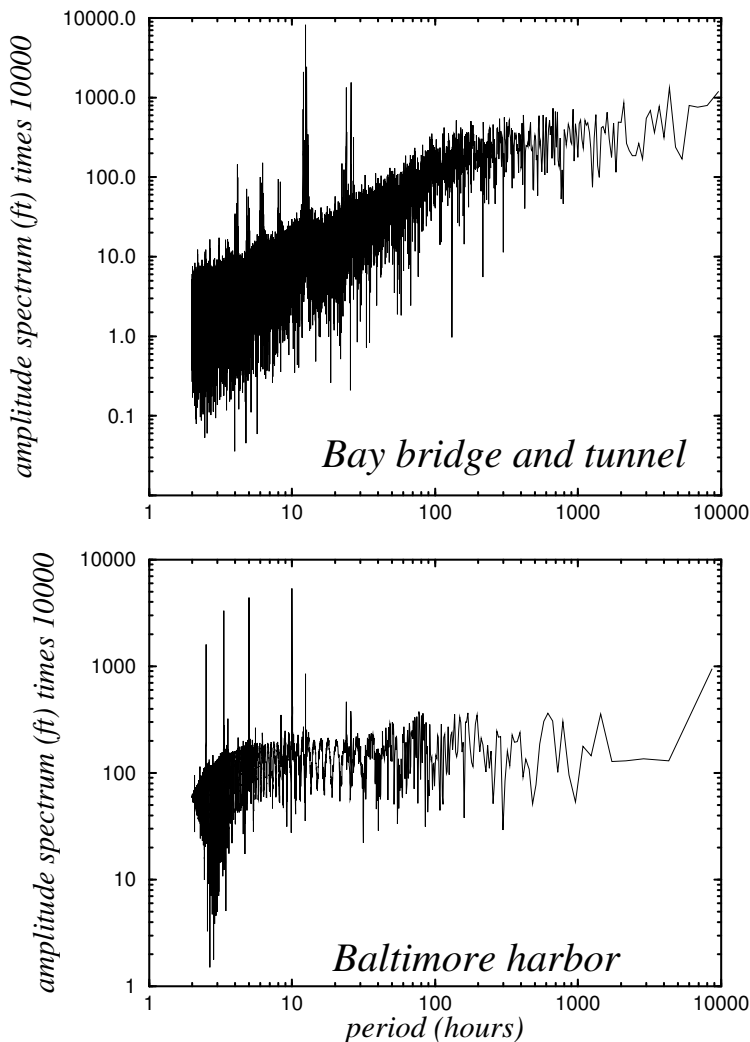 amplitude spectrum (ft) times 10000
10000.0
1000.0
100.0
10.0
1.0
0.1
Bay bridge and tunnel
1 10 100 1000 10000
amplitude spectrum (ft) times 10000
10000
1000
100
10
1
Baltimore harbor
1 10 100 1000 10000
period (hours)